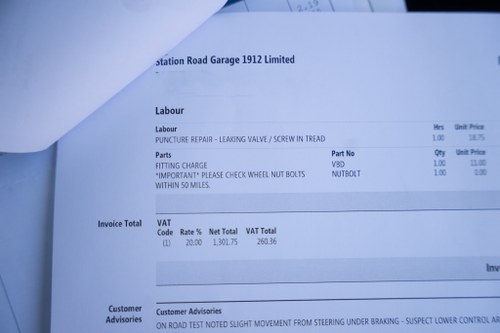 Station Road Garage 1912 Limited
Labour
Labour Hrs Unit Price
PUNCTURE REPAIR - LEAKING VALVE / SCREW IN TREAD 1.00
Parts Part No Qty Unit Price
FITTING CHARGE VBD 1.00
*IMPORTANT* PLEASE CHECK WHEEL NUT BOLTS NUTBOLT 1.00 0.00
WITHIN 50 MILES.
Invoice Total
VAT
Code Rate % Net Total VAT Total
(1) 20.00 1,301.75 260.36
Inv
Customer Advisories
Customer Advisories
ON ROAD TEST NOTED SLIGHT MOVEMENT FROM STEERING UNDER BRAKING - SUSPECT LOWER CONTROL AR